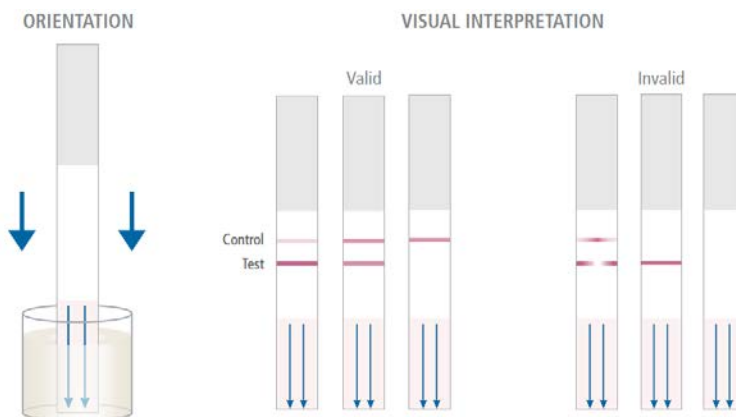 ORIENTATION
VISUAL INTERPRETATION
Valid
Invalid
Control
Test